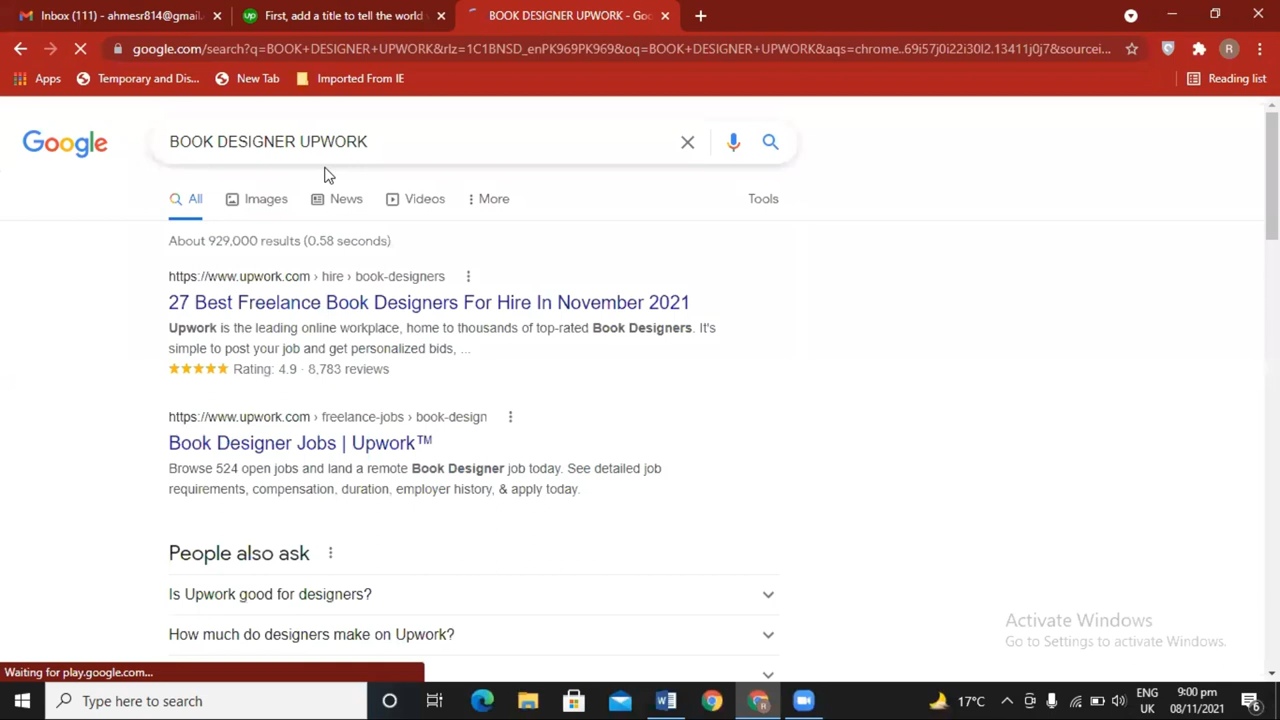 Inbox (111) - ahmesr814@gmail.
First, add a title to tell the world
BOOK DESIGNER UPWORK - Goo
google.com/search?q=BOOK+DESIGNER+UPWORK&rlz=1C1BNSD_enPK969PK969&oq=BOOK+DESIGNER+UPWORK&aqs=chrome..69i57j0i22i30l2.13411j0j7&sourcei...
R
Apps
Temporary and Dis...
New Tab
Imported From IE
Reading list
Google
BOOK DESIGNER UPWORK
All
Images
News
Videos
More
Tools
About 929,000 results (0.58 seconds)
https://www.upwork.com › hire › book-designers
27 Best Freelance Book Designers For Hire In November 2021
Upwork is the leading online workplace, home to thousands of top-rated Book Designers. It's
simple to post your job and get personalized bids, ...
Rating: 4.9 · 8,783 reviews
https://www.upwork.com › freelance-jobs › book-design
Book Designer Jobs | Upwork™
Browse 524 open jobs and land a remote Book Designer job today. See detailed job
requirements, compensation, duration, employer history, & apply today.
People also ask
Is Upwork good for designers?
How much do designers make on Upwork?
Activate Windows
Go to Settings to activate Windows.
Waiting for play.google.com...
Type here to search
17°C
ENG
UK
9:00 pm
08/11/2021
6